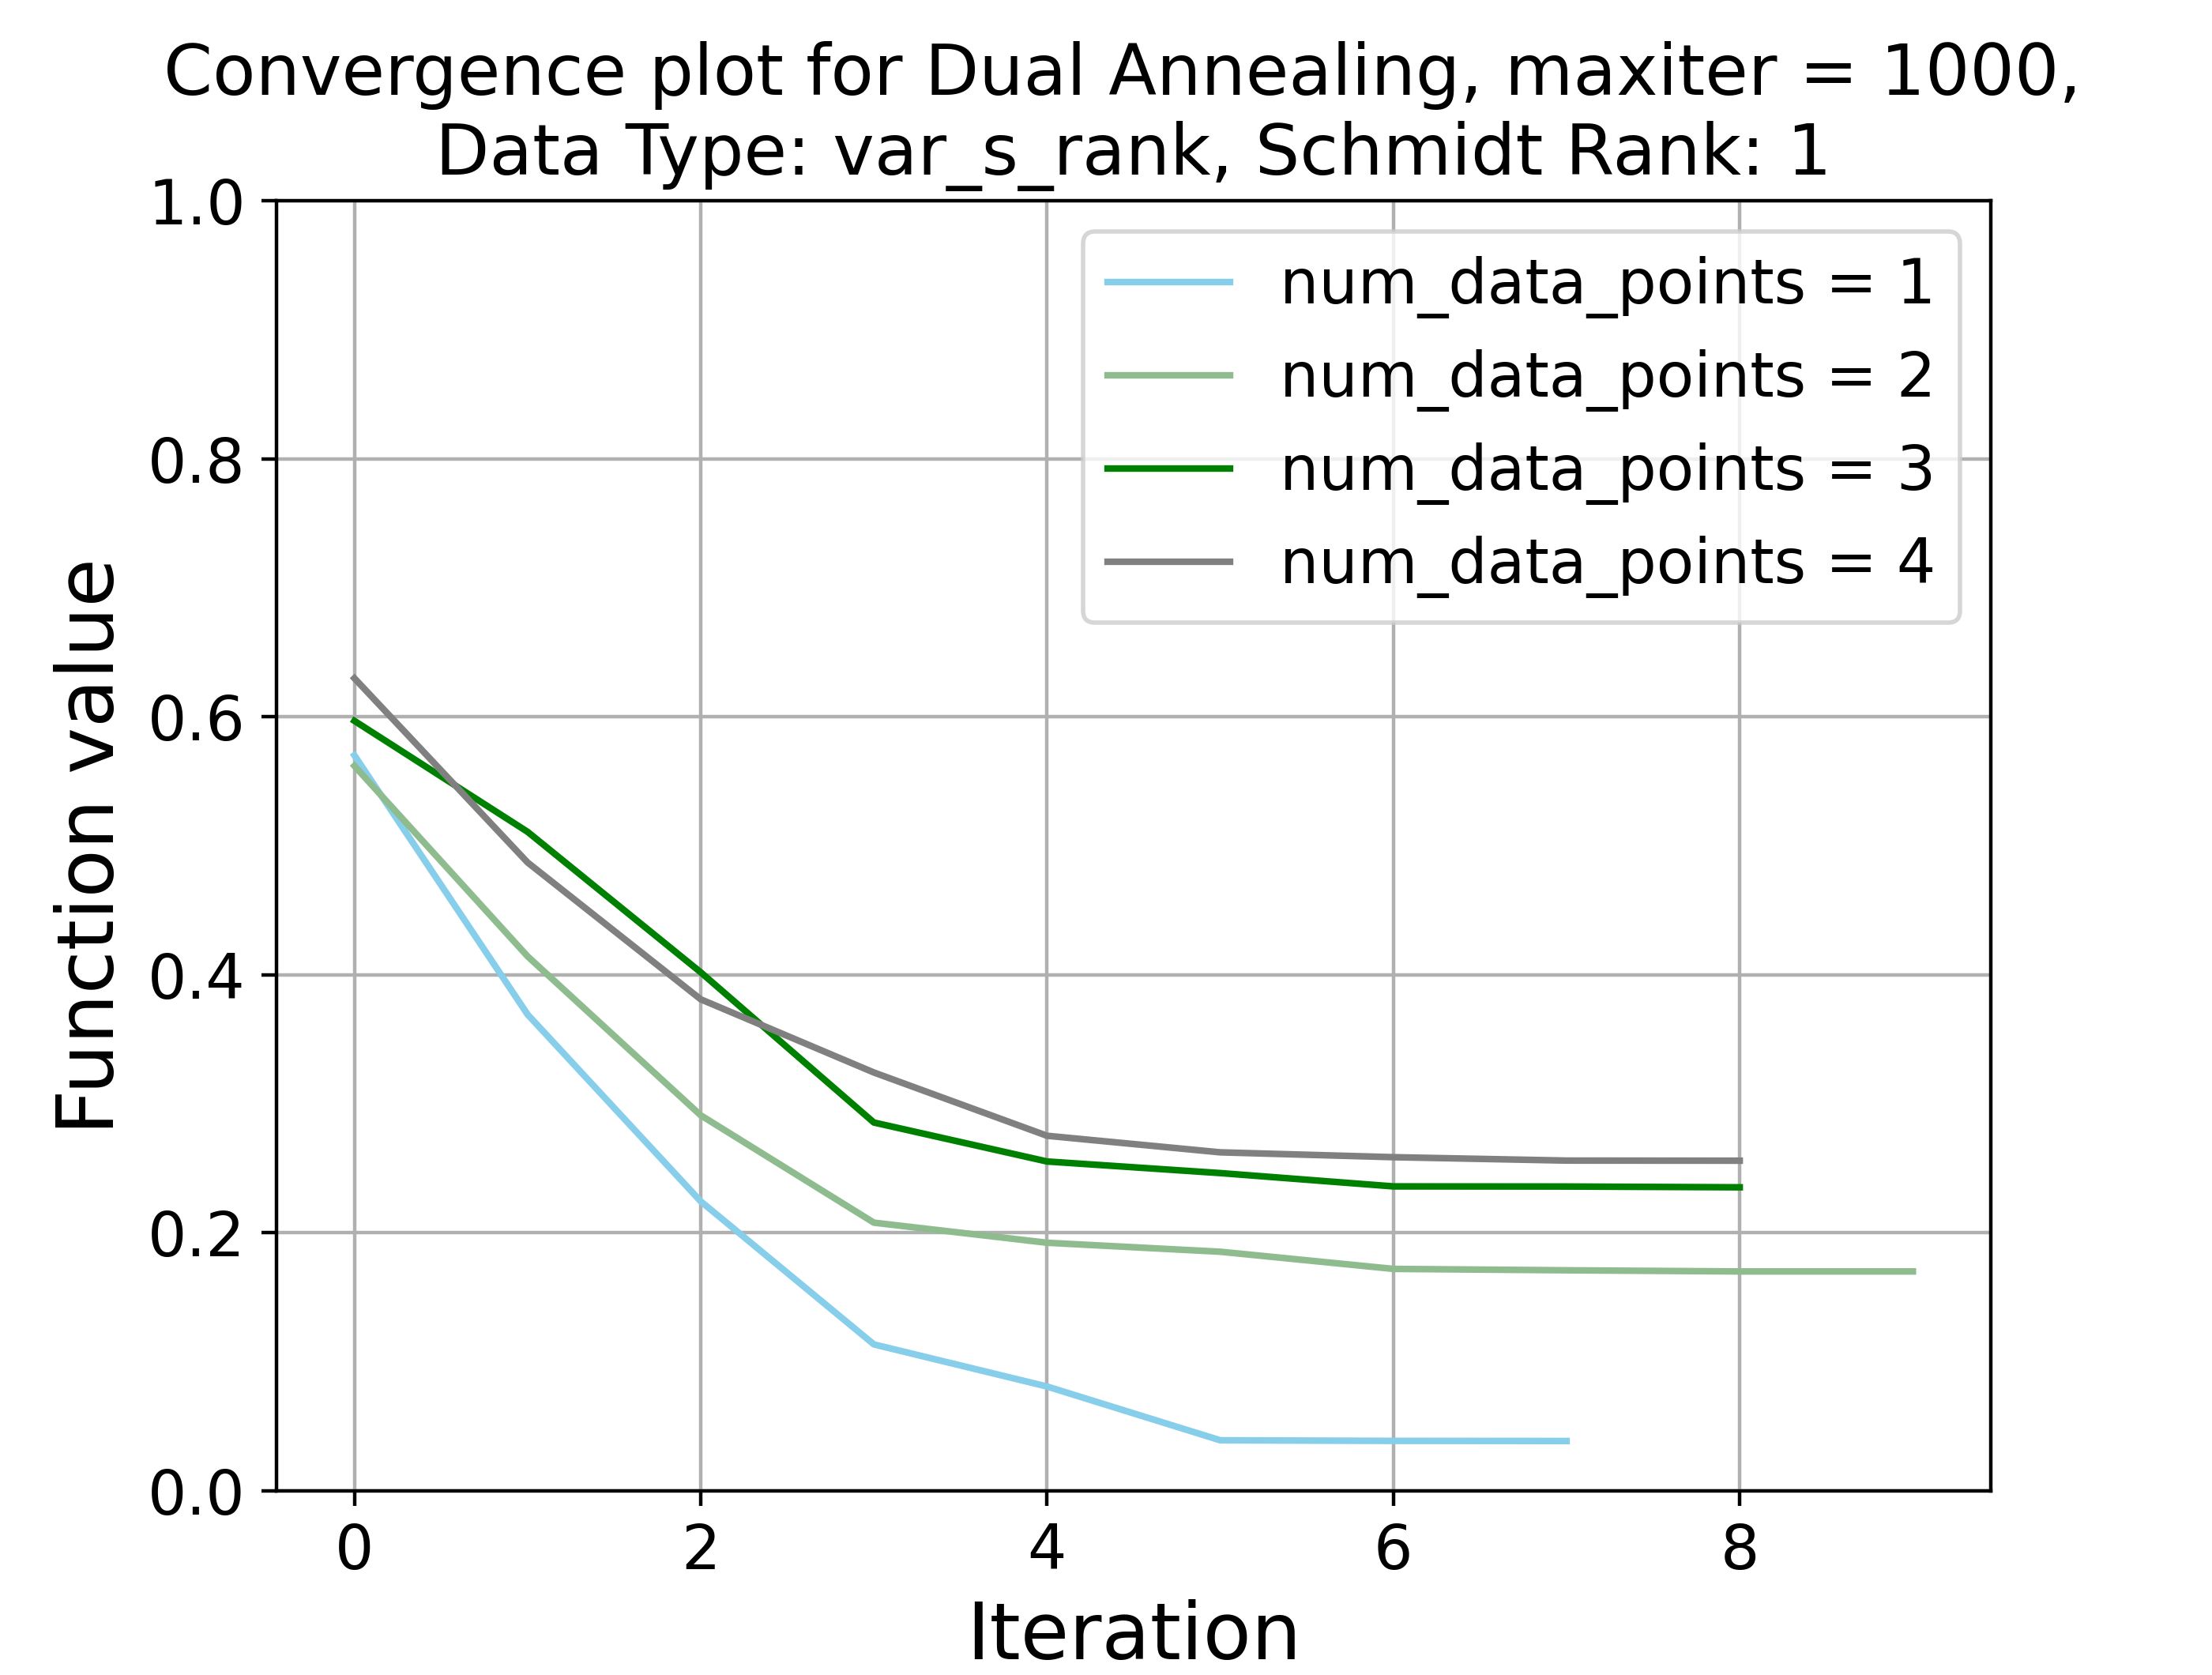 Convergence plot for Dual Annealing, maxiter = 1000,
Data Type: var_s_rank, Schmidt Rank: 1
1.0
0.8
0.6
0.4
0.2
0.0
Function value
num_data_points = 1
num_data_points = 2
num_data_points = 3
num_data_points = 4
0 2 4 6 8
Iteration